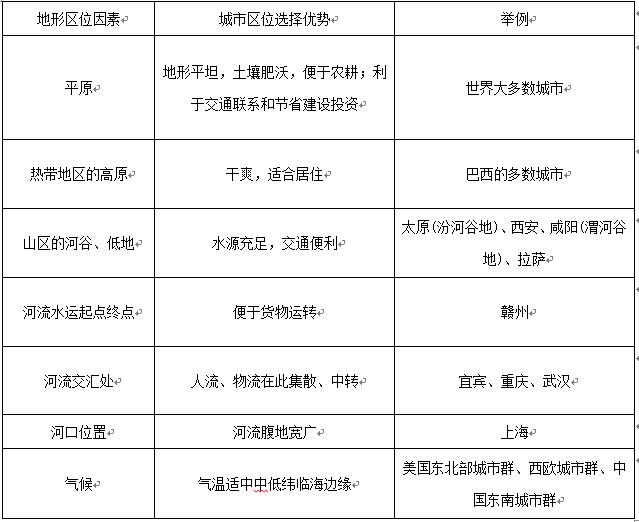 地形区位因素 城市区位选择优势 举例
平原 地形平坦，土壤肥沃，便于农耕；利
于交通联系和节省建设投资 世界大多数城市
热带地区的高原 干爽，适合居住 巴西的多数城市
山区的河谷、低地 水源充足，交通便利 太原(汾河谷地)、西安、咸阳(渭河谷
地)、拉萨
河流水运起点终点 便于货物运转 赣州
河流交汇处 人流、物流在此集散、中转 宜宾、重庆、武汉
河口位置 河流腹地宽广 上海
气候 气温适中中低纬临海边缘 美国东北部城市群、西欧城市群、中
国东南城市群